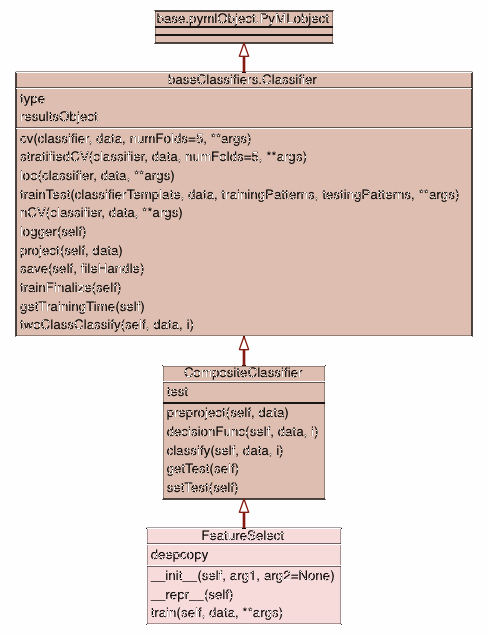 base.pymlObject.PyMLobject
baseClassifiers.Classifier
type
resultsObject
cv(classifier, data, numFolds=5, **args)
stratifiedCV(classifier, data, numFolds=5, **args)
loo(classifier, data, **args)
trainTest(classifierTemplate, data, trainingPatterns, testingPatterns, **args)
nCV(classifier, data, **args)
logger(self)
project(self, data)
save(self, fileHandle)
trainFinalize(self)
getTrainingTime(self)
twoClassClassify(self, data, i)
CompositeClassifier
test
preproject(self, data)
decisionFunc(self, data, i)
classify(self, data, i)
getTest(self)
setTest(self)
FeatureSelect
deepcopy
__init__(self, arg1, arg2=None)
__repr__(self)
train(self, data, **args)